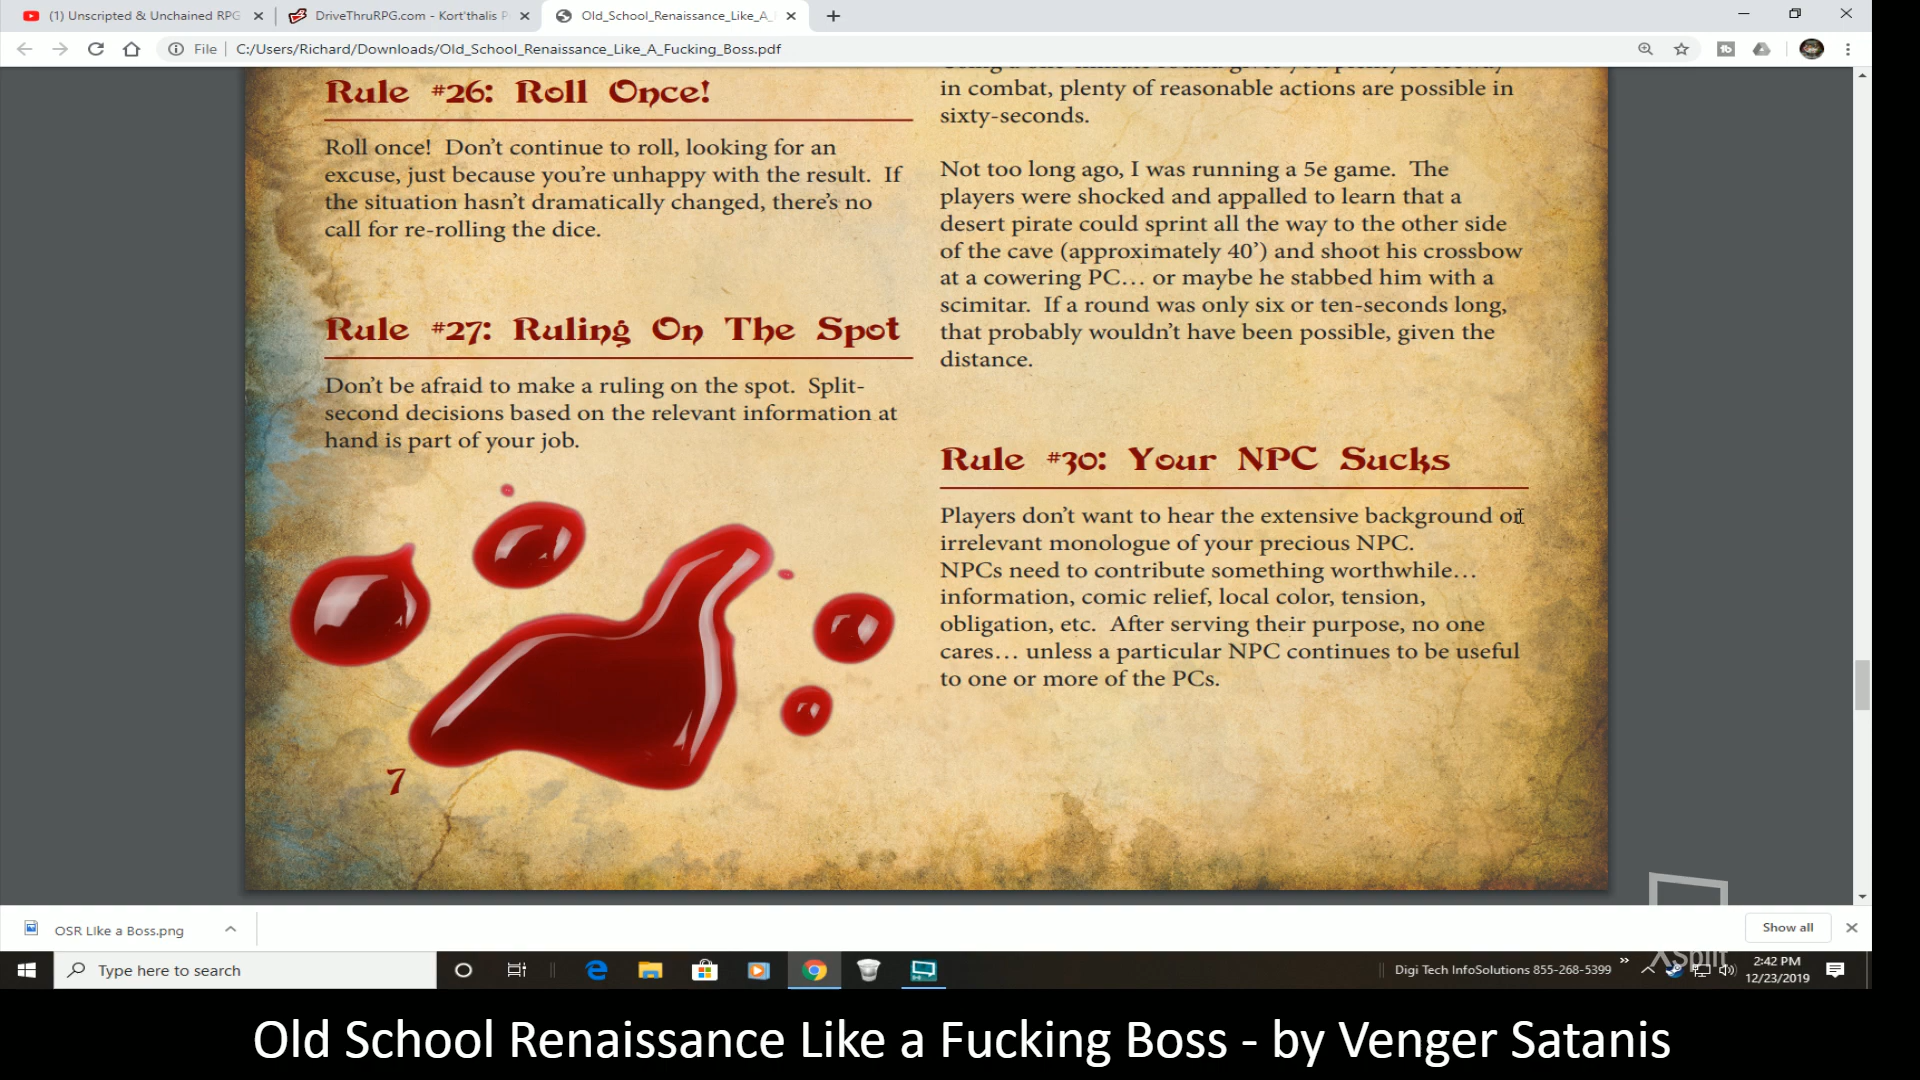 (1) Unscripted & Unchained RPG
DriveThruRPG.com - Kort'thalis P
Old_School_Renaissance_Like_A_
File
C:/Users/Richard/Downloads/Old_School_Renaissance_Like_A_Fucking_Boss.pdf
Rule #26: Roll Once!
Roll once!  Don't continue to roll, looking for an
excuse, just because you're unhappy with the result.  If
the situation hasn't dramatically changed, there's no
call for re-rolling the dice.
Rule #27: Ruling On The Spot
Don't be afraid to make a ruling on the spot.  Split-
second decisions based on the relevant information at
hand is part of your job.
7
in combat, plenty of reasonable actions are possible in
sixty-seconds.
Not too long ago, I was running a 5e game.  The
players were shocked and appalled to learn that a
desert pirate could sprint all the way to the other side
of the cave (approximately 40') and shoot his crossbow
at a cowering PC… or maybe he stabbed him with a
scimitar.  If a round was only six or ten-seconds long,
that probably wouldn't have been possible, given the
distance.
Rule #30: Your NPC Sucks
Players don't want to hear the extensive background or
irrelevant monologue of your precious NPC.
NPCs need to contribute something worthwhile…
information, comic relief, local color, tension,
obligation, etc.  After serving their purpose, no one
cares… unless a particular NPC continues to be useful
to one or more of the PCs.
OSR LIke a Boss.png
Show all
Type here to search
Digi Tech InfoSolutions 855-268-5399
XSplit
2:42 PM
12/23/2019
Old School Renaissance Like a Fucking Boss - by Venger Satanis